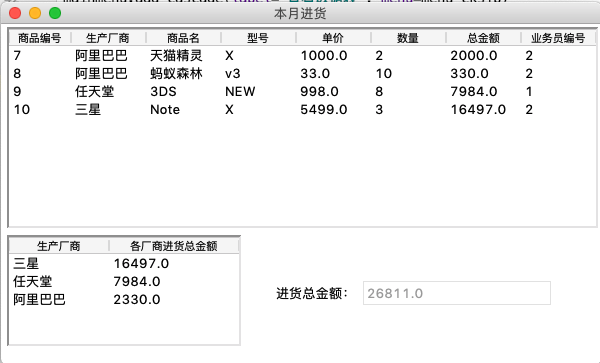 本月进货
商品编号 生产厂商 商品名 型号 单价 数量 总金额 业务员编号
7 阿里巴巴 天猫精灵 X 1000.0 2 2000.0 2
8 阿里巴巴 蚂蚁森林 v3 33.0 10 330.0 2
9 任天堂 3DS NEW 998.0 8 7984.0 1
10 三星 Note X 5499.0 3 16497.0 2
生产厂商 各厂商进货总金额
三星 16497.0
任天堂 7984.0
阿里巴巴 2330.0
进货总金额: 26811.0